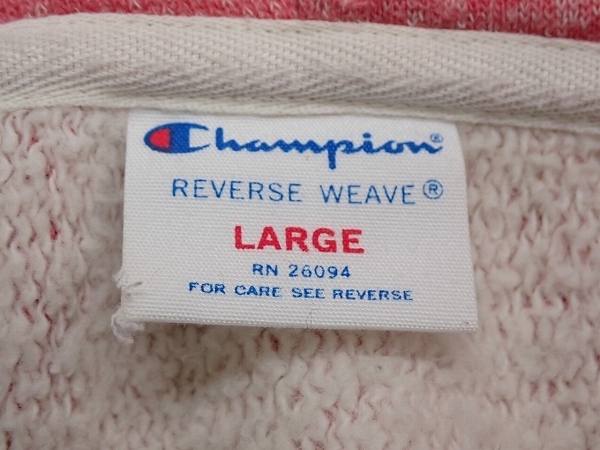 Champion®
REVERSE WEAVE®
LARGE
RN 26094
FOR CARE SEE REVERSE